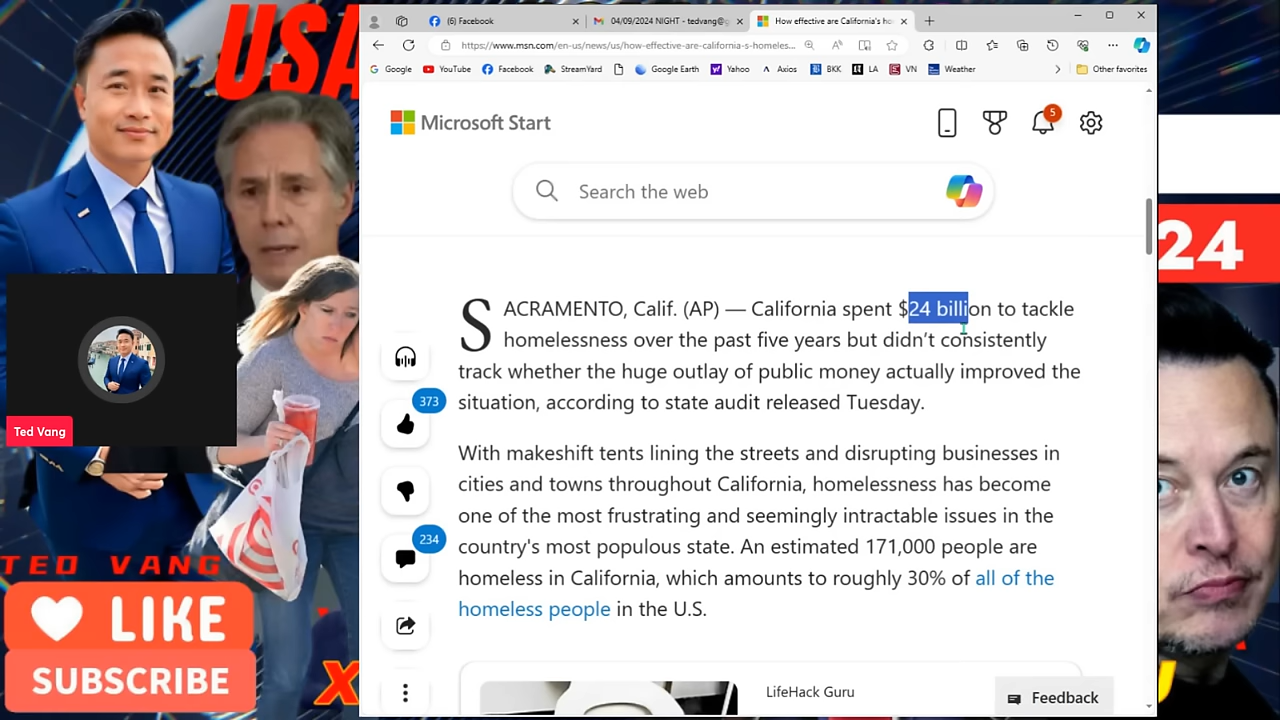 USA
(6) Facebook
04/09/2024 NIGHT - tedvang@g
How effective are California's ho
https://www.msn.com/en-us/news/us/how-effective-are-california-s-homeles...
Google
YouTube
Facebook
StreamYard
Google Earth
Yahoo
Axios
BKK
LA
VN
Weather
Other favorites
Microsoft Start
5
Search the web
24
SACRAMENTO, Calif. (AP) — California spent $24 billion to tackle
homelessness over the past five years but didn't consistently
track whether the huge outlay of public money actually improved the
situation, according to state audit released Tuesday.
373
With makeshift tents lining the streets and disrupting businesses in
cities and towns throughout California, homelessness has become
one of the most frustrating and seemingly intractable issues in the
country's most populous state. An estimated 171,000 people are
homeless in California, which amounts to roughly 30% of all of the
homeless people in the U.S.
234
Ted Vang
TED VANG
LIKE
SUBSCRIBE
X
LifeHack Guru
Feedback